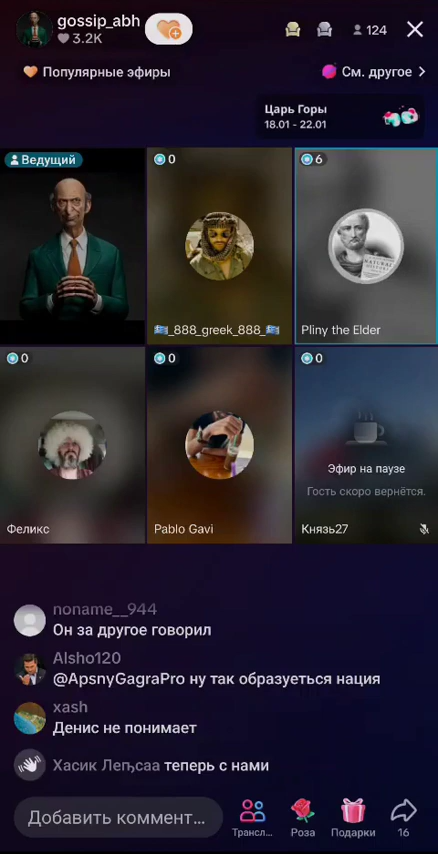 gossip_abh
3.2K
124
Популярные эфиры
См. другое
Царь Горы
18.01 - 22.01
Ведущий
0
6
🇬🇷_888_greek_888_🇬🇷
Pliny the Elder
NATURAL
0
0
0
Эфир на паузе
Гость скоро вернётся.
Феликс
Pablo Gavi
Князь27
noname__944
Он за другое говорил
Alsho120
@ApsnyGagraPro ну так образуеться нация
xash
Денис не понимает
Хасик Леҧсаа теперь с нами
Добавить коммент...
Трансл...
Роза
Подарки
16